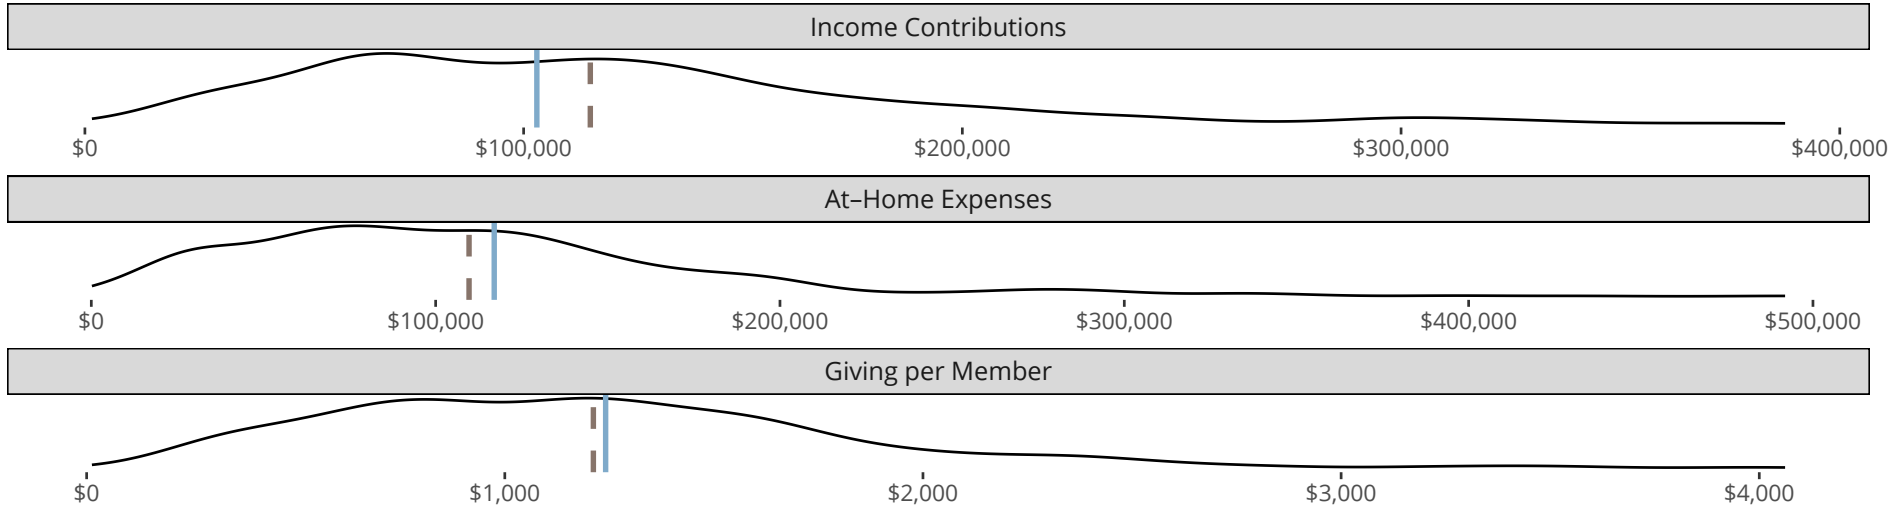 Income Contributions
$0 $100,000 $200,000 $300,000 $400,000
At–Home Expenses
$0 $100,000 $200,000 $300,000 $400,000 $500,000
Giving per Member
$0 $1,000 $2,000 $3,000 $4,000